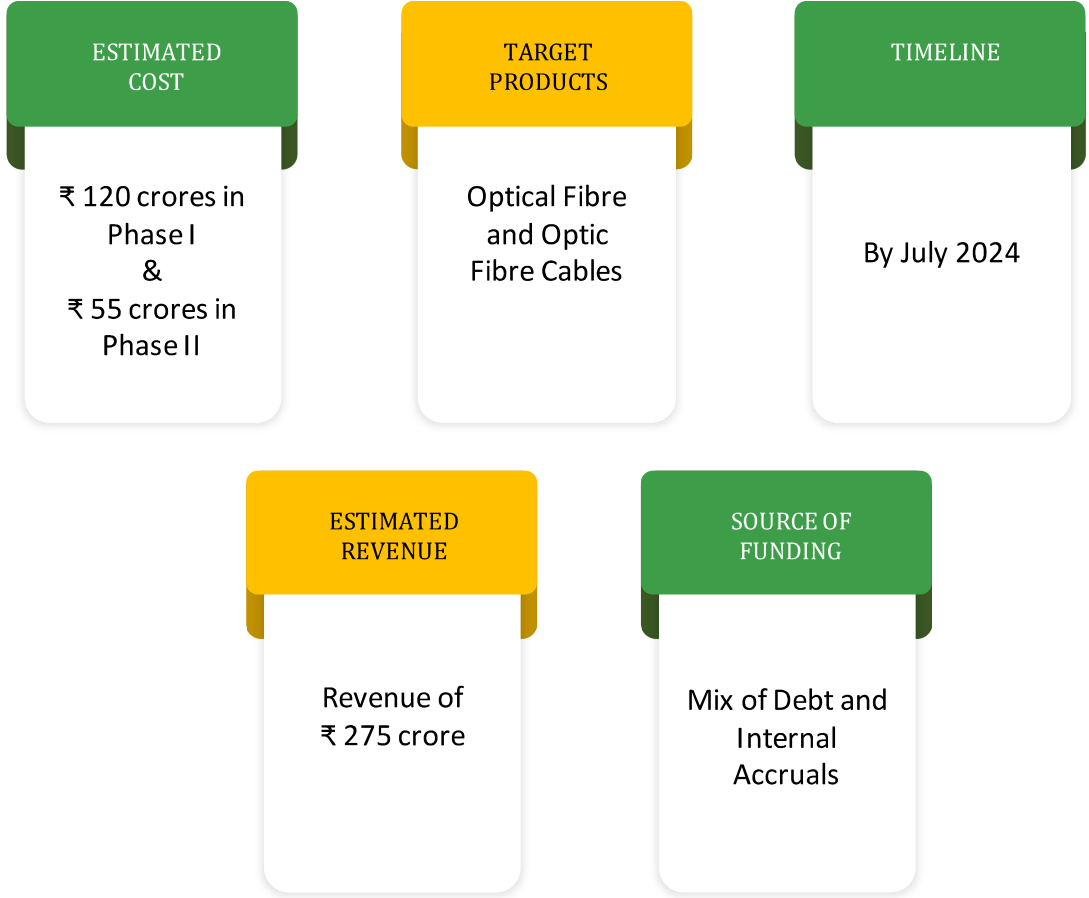 ESTIMATED
COST
₹ 120 crores in
Phase I
&
₹ 55 crores in
Phase II
TARGET
PRODUCTS
Optical Fibre
and Optic
Fibre Cables
TIMELINE
By July 2024
ESTIMATED
REVENUE
Revenue of
₹ 275 crore
SOURCE OF
FUNDING
Mix of Debt and
Internal
Accruals